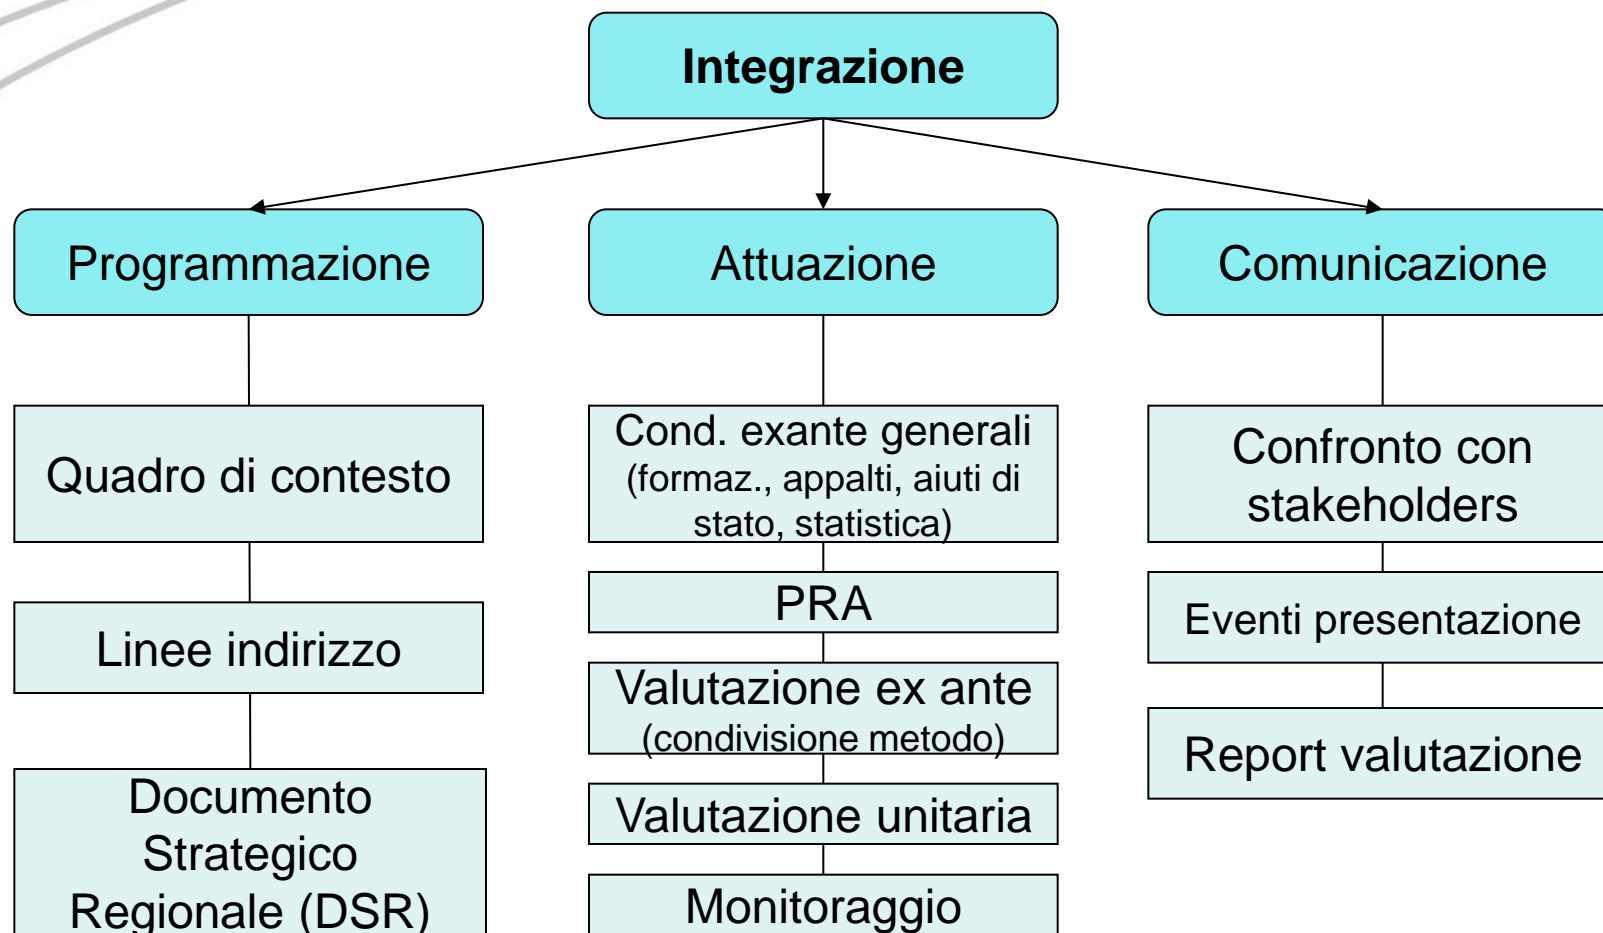 Integrazione
Programmazione
Attuazione
Comunicazione
Quadro di contesto
Linee indirizzo
Documento
Strategico
Regionale (DSR)
Cond. exante generali
(formaz., appalti, aiuti di
stato, statistica)
PRA
Valutazione ex ante
(condivisione metodo)
Valutazione unitaria
Monitoraggio
Confronto con
stakeholders
Eventi presentazione
Report valutazione